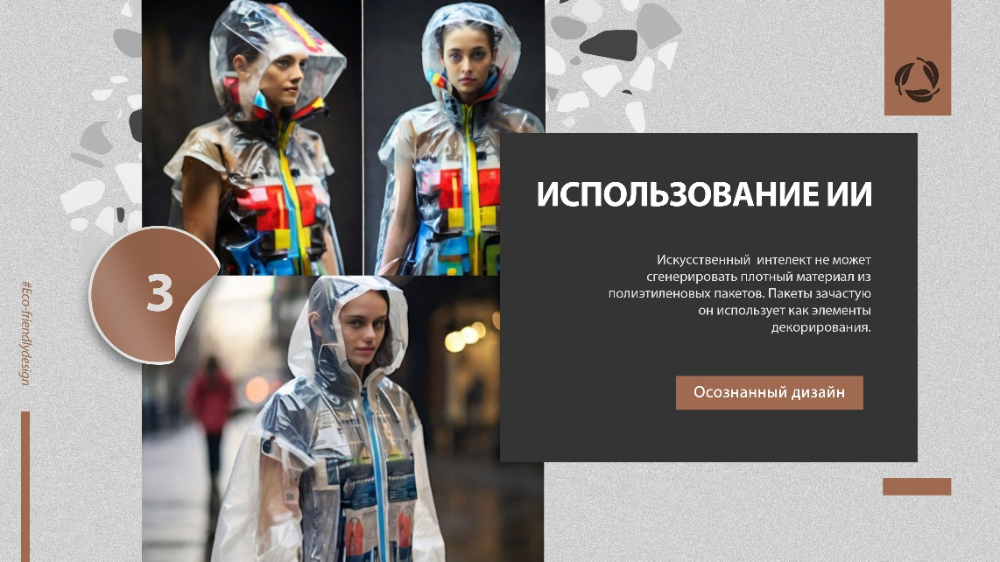 ИСПОЛЬЗОВАНИЕ ИИ
Искусственный интелект не может
сгенерировать плотный материал из
полиэтиленовых пакетов. Пакеты зачастую
он использует как элементы
декорирования.
Осознанный дизайн
3
#Eco-friendlydesign